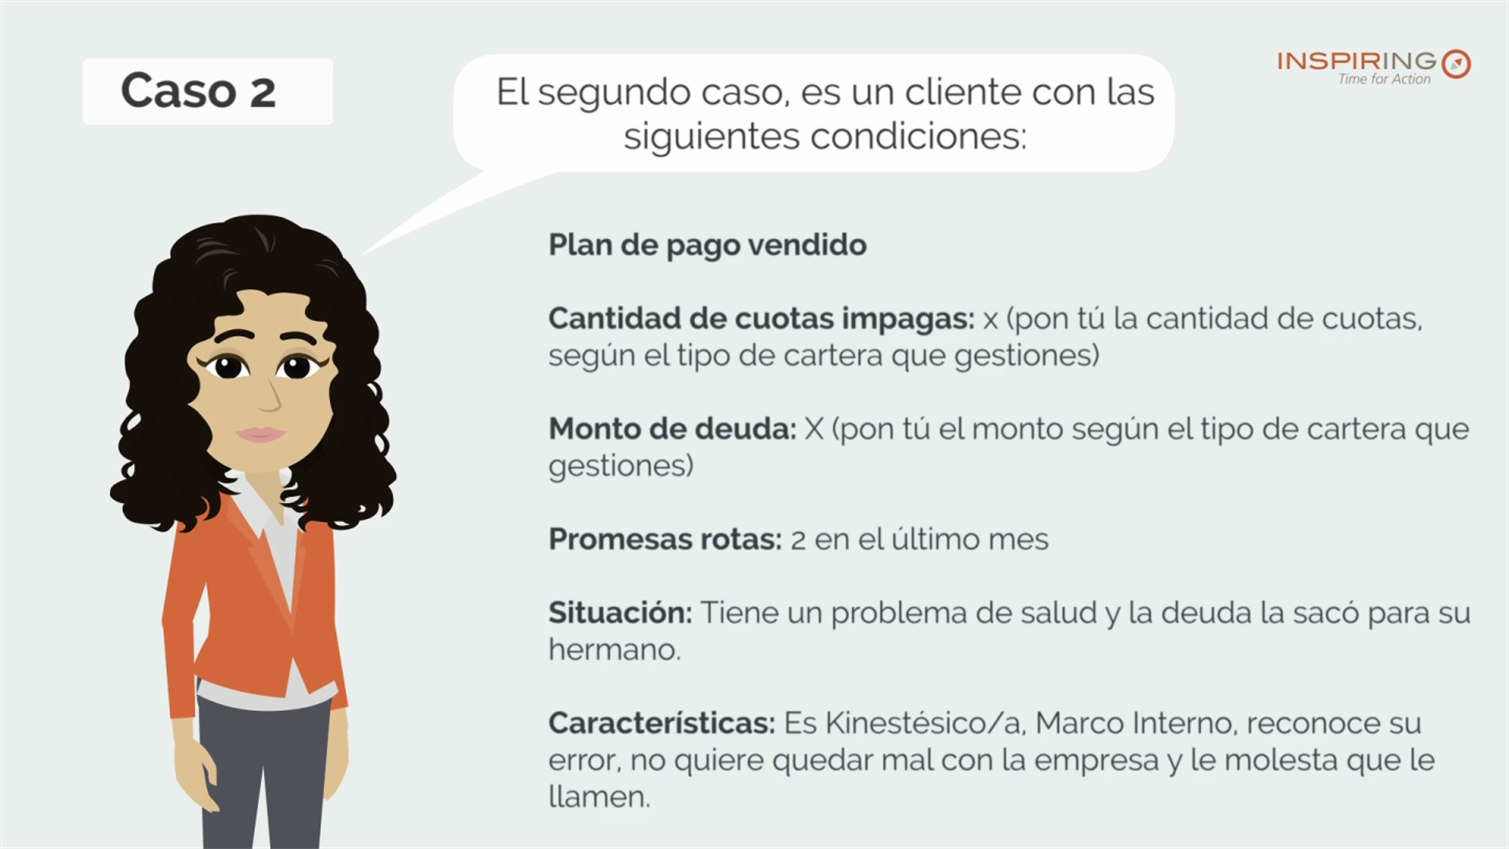 Caso 2
El segundo caso, es un cliente con las
siguientes condiciones:
INSPIRING
Time for Action
Plan de pago vendido
Cantidad de cuotas impagas: x (pon tú la cantidad de cuotas,
según el tipo de cartera que gestiones)
Monto de deuda: X (pon tú el monto según el tipo de cartera que
gestiones)
Promesas rotas: 2 en el último mes
Situación: Tiene un problema de salud y la deuda la sacó para su
hermano.
Características: Es Kinestésico/a, Marco Interno, reconoce su
error, no quiere quedar mal con la empresa y le molesta que le
llamen.